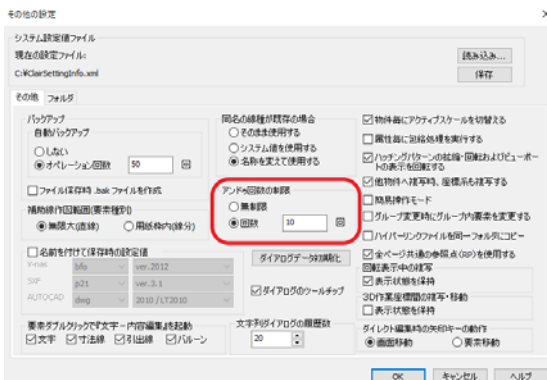 その他の設定
システム設定値ファイル
現在の設定ファイル:
C:¥ClairSettingInfo.xml
読み込み...
保存
その他 フォルダ
バックアップ
自動バックアップ
しない
オペレーション回数 50
ファイル保存時 .bak ファイルを作成
補助線作図範囲(要素種別)
無限大(直線) 用紙枠内(線分)
同名の線種が既存の場合
そのまま使用する
システム値を使用する
名称を変えて使用する
アンドゥ回数の制限
無制限
回数 10
物件毎にアクティブスケールを切替える
属性毎に包絡処理を実行する
ハッチングパターンの拡縮・回転およびビューポートの表示を回転する
他物件へ複写時、座標系も複写する
簡易操作モード
グループ変更時にグループ内要素を変更する
ハイパーリンクファイルを同一フォルダにコピー
全ページ共通の参照点(RP)を使用する
名前を付けて保存時の設定値
V-nas bfo ver.2012
SXF p21 ver.3.1
AUTOCAD dwg 2010 /LT2010
ダイアログデータ初期化
ダイアログのツールチップ
回転表示中の複写
表示状態を保持
3D作業座標間の複写・移動
表示状態を保持
要素ダブルクリックで『文字-内容編集』を起動
文字 寸法線 引出線 バルーン
文字列ダイアログの履歴数
20
ダイレクト編集時の矢印キーの動作
画面移動 要素移動
OK キャンセル ヘルプ